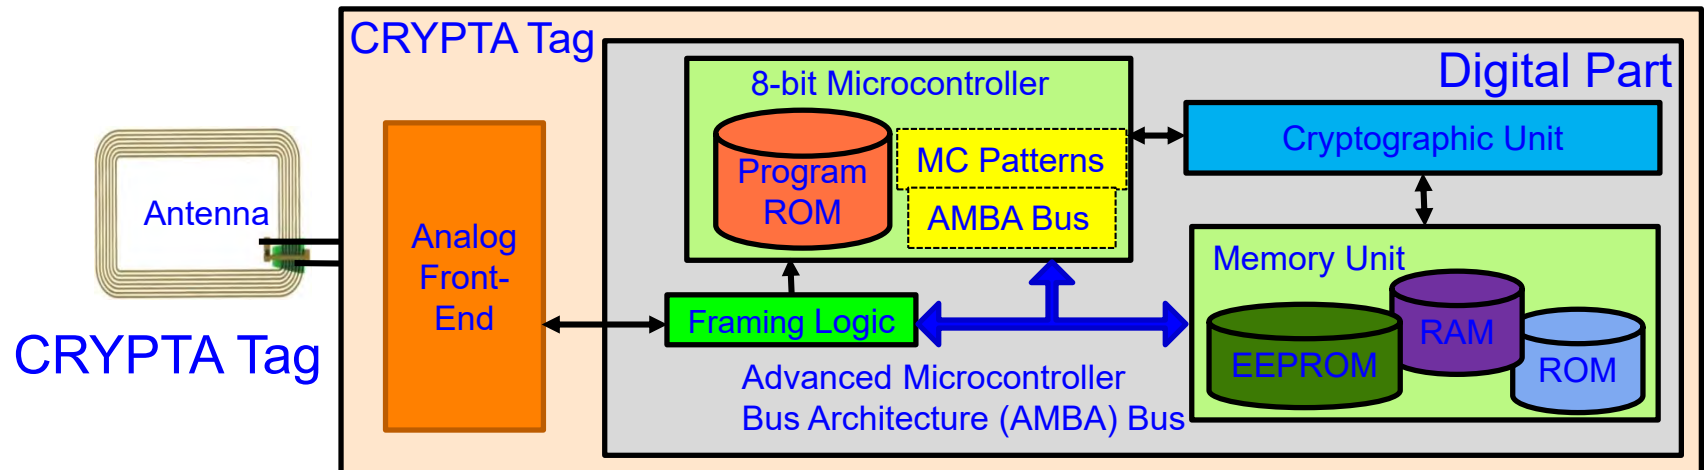 CRYPTA Tag
Digital Part
8-bit Microcontroller
Program
ROM
MC Patterns
AMBA Bus
Cryptographic Unit
Antenna
Analog
Front-
End
Memory Unit
Framing Logic
EEPROM
RAM
ROM
CRYPTA Tag
Advanced Microcontroller
Bus Architecture (AMBA) Bus